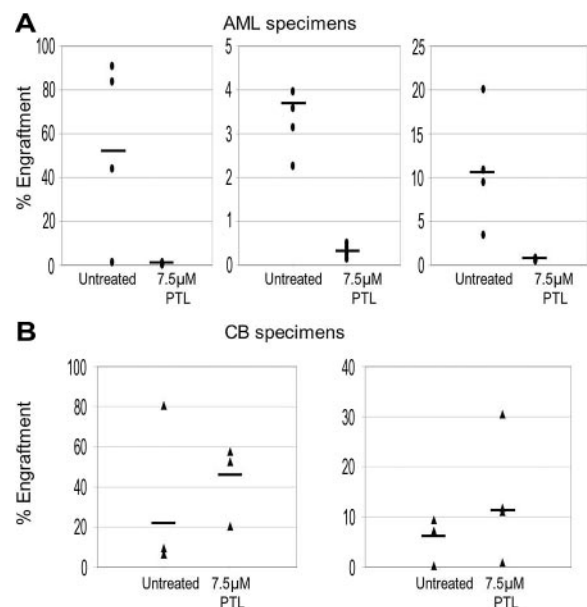 A AML specimens
% Engraftment
100
80
60
40
20
0
Untreated 7.5μM
PTL
5
4
3
2
1
0
Untreated 7.5μM
PTL
25
20
15
10
5
0
Untreated 7.5μM
PTL
B CB specimens
% Engraftment
100
80
60
40
20
0
Untreated 7.5μM
PTL
40
30
20
10
0
Untreated 7.5μM
PTL